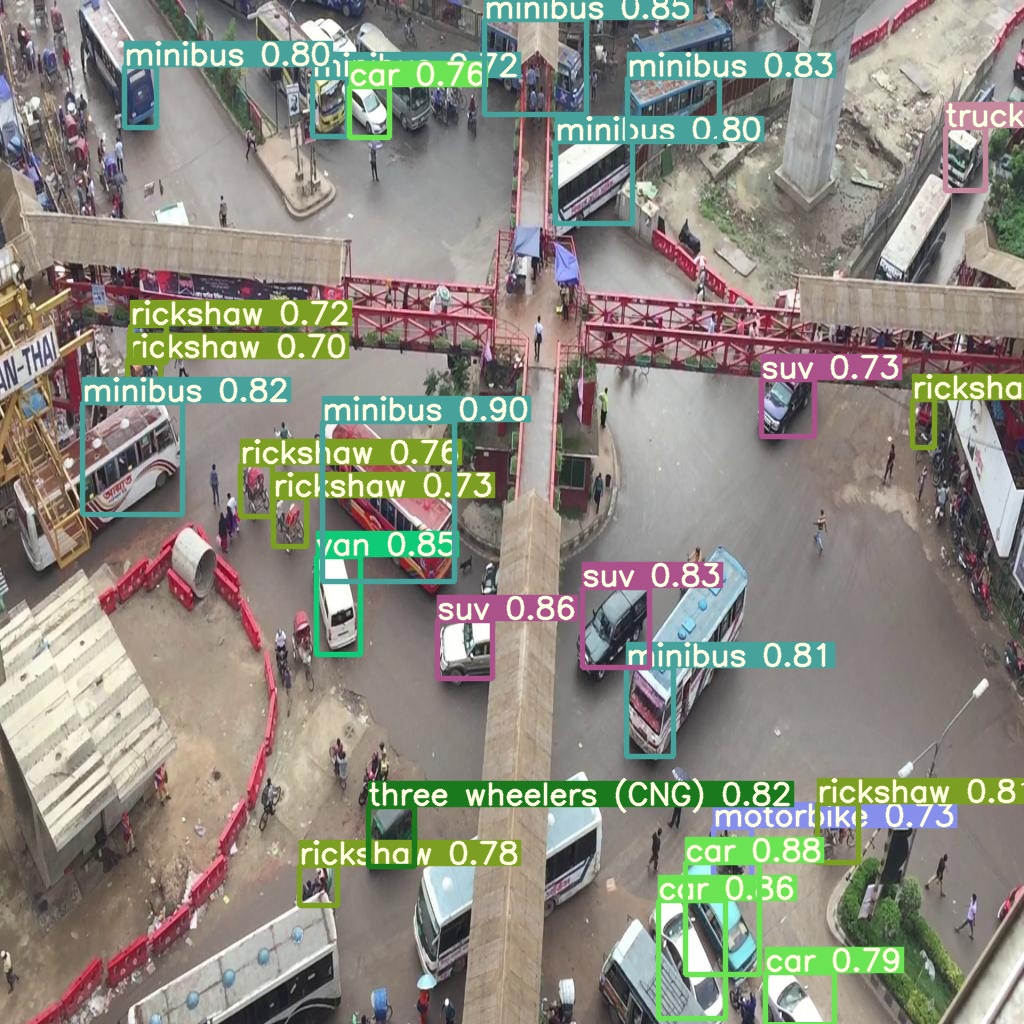 minibus 0.85
minibus 0.80
72
car 0.76
minibus 0.83
minibus 0.80
truck
rickshaw 0.72
rickshaw 0.70
AN-THAI
suv 0.73
minibus 0.82
ricksha
minibus 0.90
rickshaw 0.76
rickshaw 0.73
van 0.85
suv 0.83
suv 0.86
minibus 0.81
three wheelers (CNG) 0.82
rickshaw 0.81
motorbike 0.73
car 0.88
rickshaw 0.78
car 0.86
car 0.79